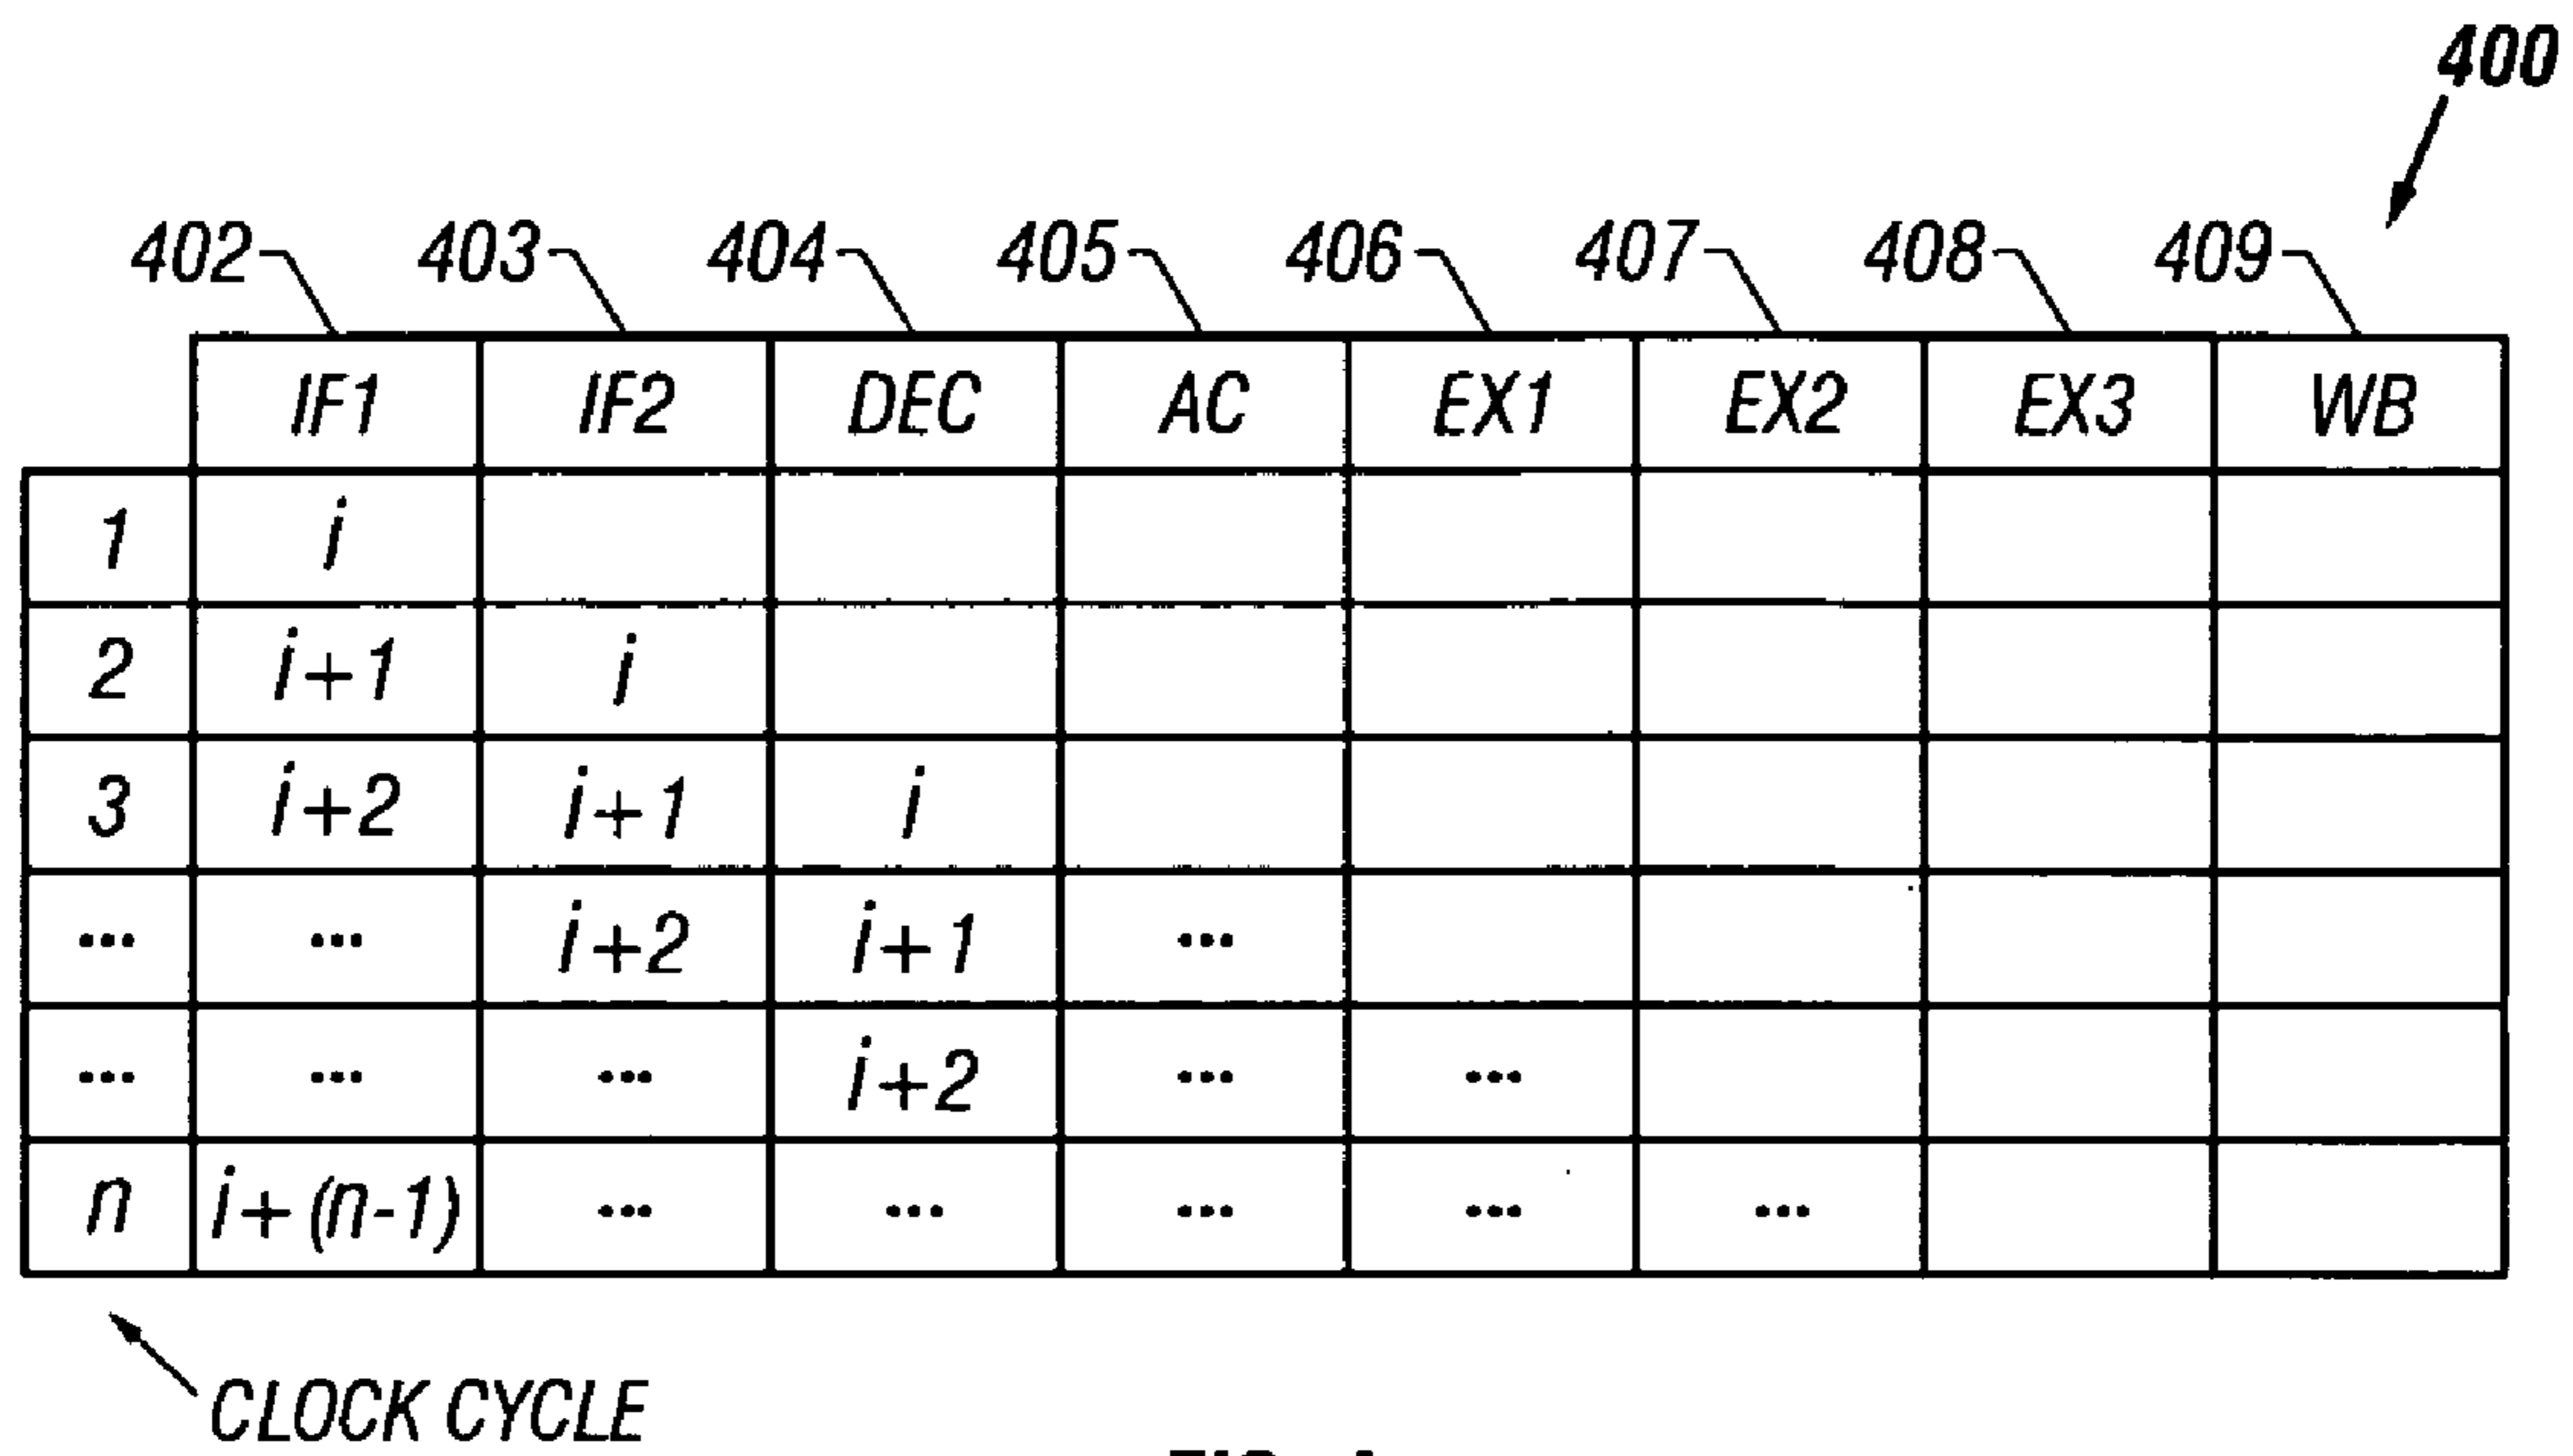 400
402 403 404 405 406 407 408 409
IF1 IF2 DEC AC EX1 EX2 EX3 WB
1 i
2 i+1 i
3 i+2 i+1 i
... ... i+2 i+1 ...
... ... ... i+2 ... ...
n i+(n-1) ... ... ... ... ...
CLOCK CYCLE